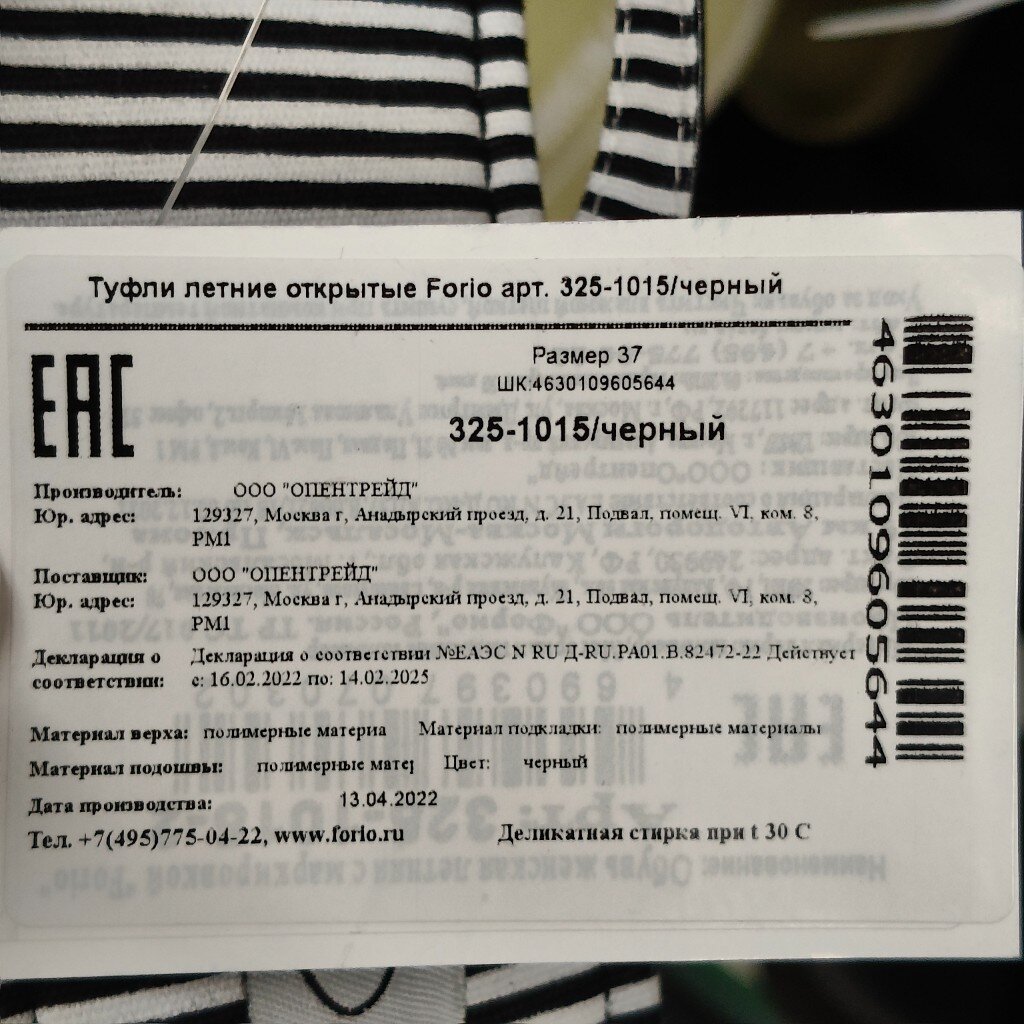 Туфли летние открытые Forio арт. 325-1015/черный
EAC
Размер 37
ШК:4630109605644
325-1015/черный
Производитель: ООО "ОПЕНТРЕЙД"
Юр. адрес: 129327, Москва г, Анадырский проезд, д. 21, Подвал, помещ. VI, ком. 8,
РМ1
Поставщик: ООО "ОПЕНТРЕЙД"
Юр. адрес: 129327, Москва г, Анадырский проезд, д. 21, Подвал, помещ. VI, ком. 8,
РМ1
Декларация о соответствии: Декларация о соответствии №ЕАЭС N RU Д-RU.РА01.В.82472-22 Действует
с: 16.02.2022 по: 14.02.2025
Материал верха: полимерные материа Материал подкладки: полимерные материалы
Материал подошвы: полимерные мате Цвет: черный
Дата производства: 13.04.2022
Тел. +7(495)775-04-22, www.forio.ru Деликатная стирка при t 30 C
4630109605644